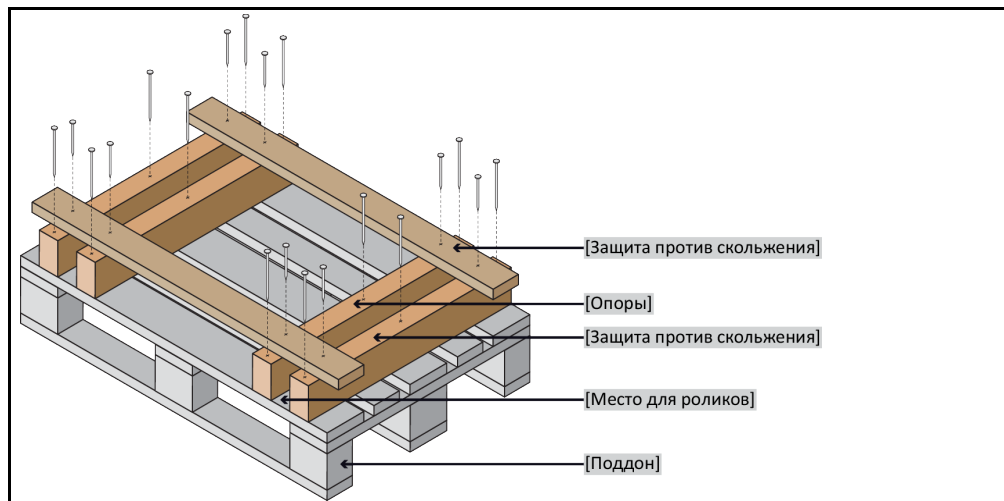 [Защита против скольжения]
[Опоры]
[Защита против скольжения]
[Место для роликов]
[Поддон]